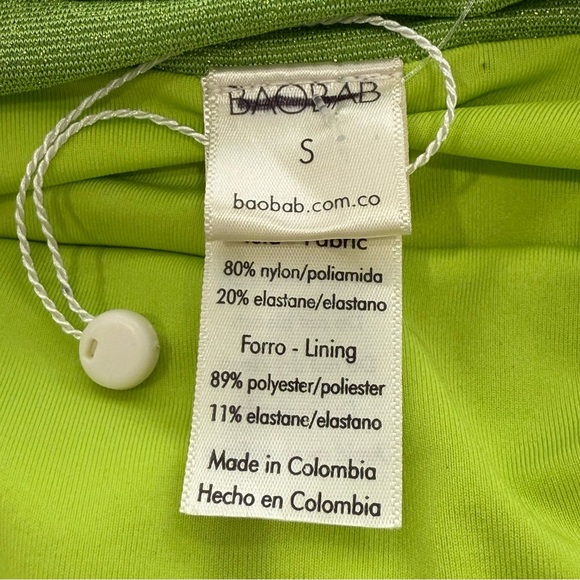 BAOBAB
S
baobab.com.co
Fabric
80% nylon/poliamida
20% elastane/elastano
Forro - Lining
89% polyester/poliester
11% elastane/elastano
Made in Colombia
Hecho en Colombia